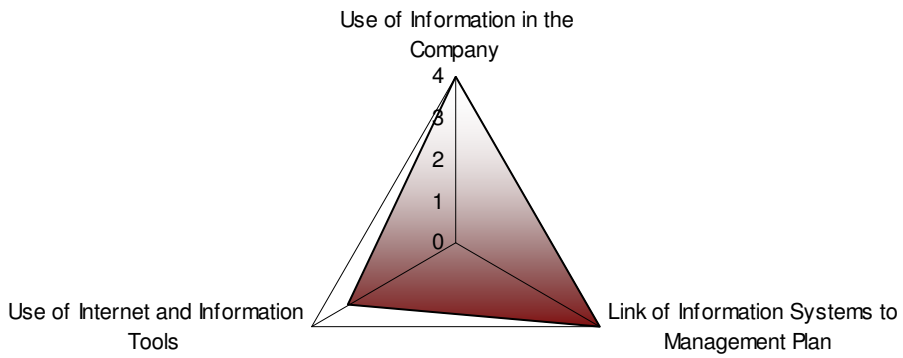 Use of Information in the
Company
4
3
2
1
0
Use of Internet and Information
Tools
Link of Information Systems to
Management Plan